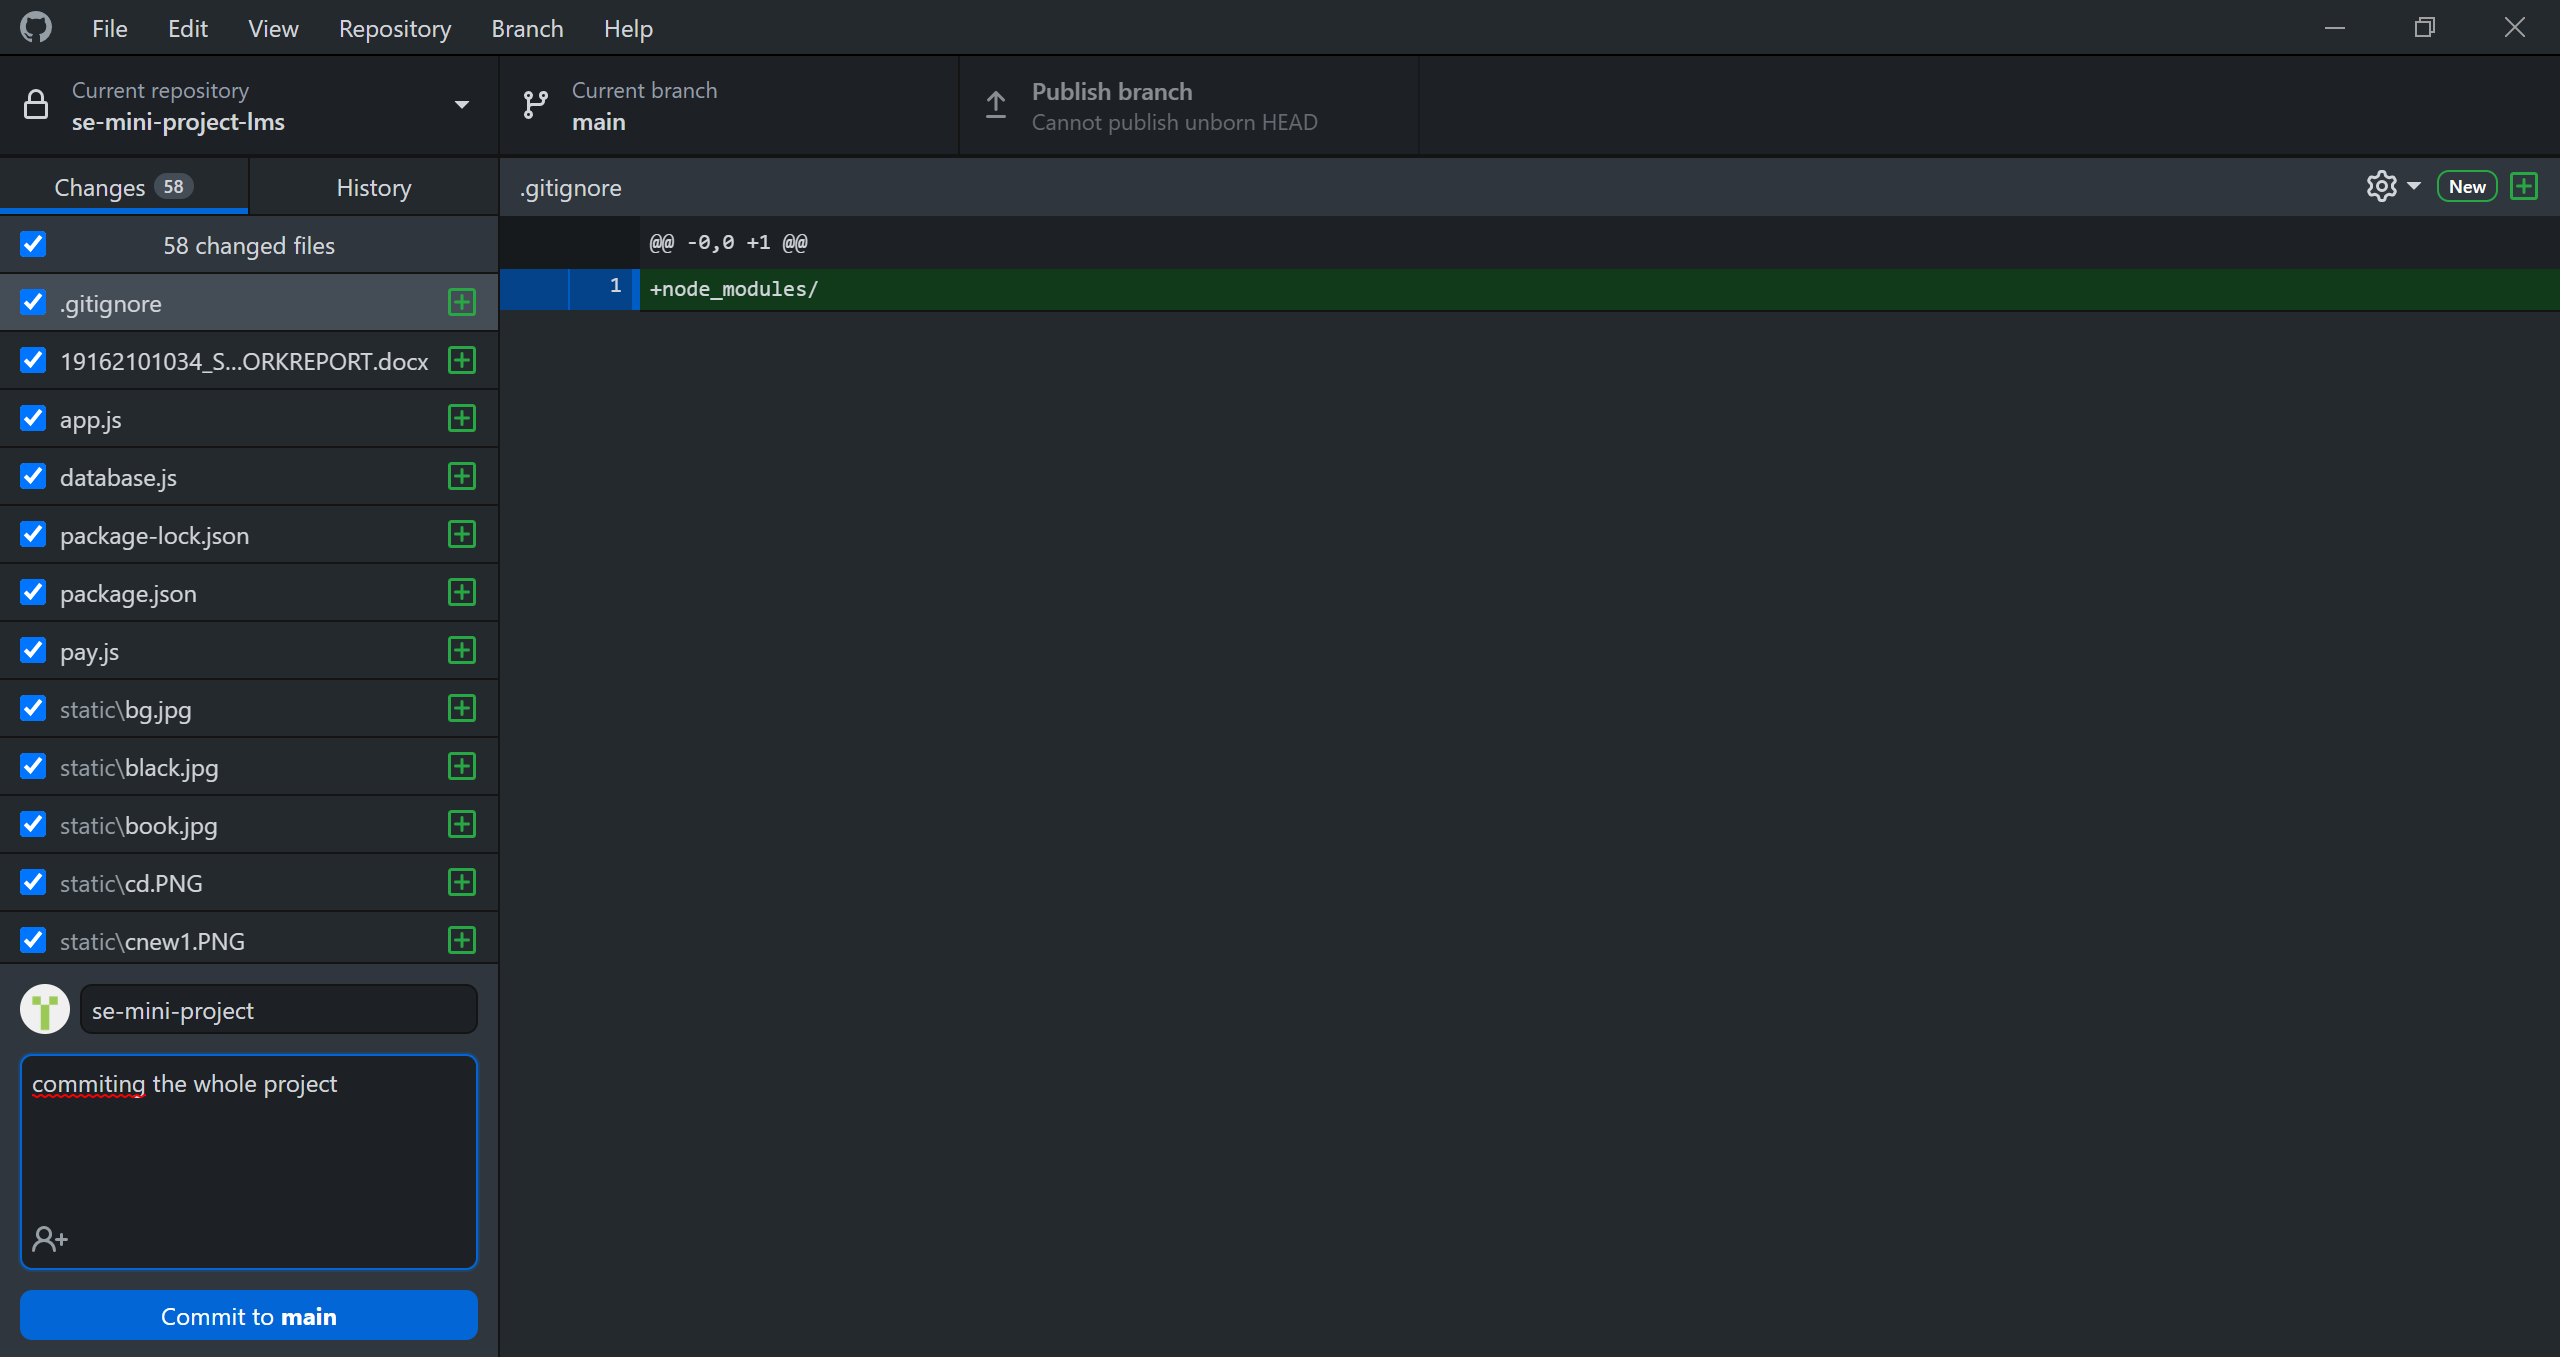 File Edit View Repository Branch Help
Current repository
se-mini-project-lms
Current branch
main
Publish branch
Cannot publish unborn HEAD
Changes 58
History
.gitignore
New
58 changed files
@@ -0,0 +1 @@
1 +node_modules/
.gitignore
19162101034_S...ORKREPORT.docx
app.js
database.js
package-lock.json
package.json
pay.js
static\bg.jpg
static\black.jpg
static\book.jpg
static\cd.PNG
static\cnew1.PNG
se-mini-project
commiting the whole project
Commit to main